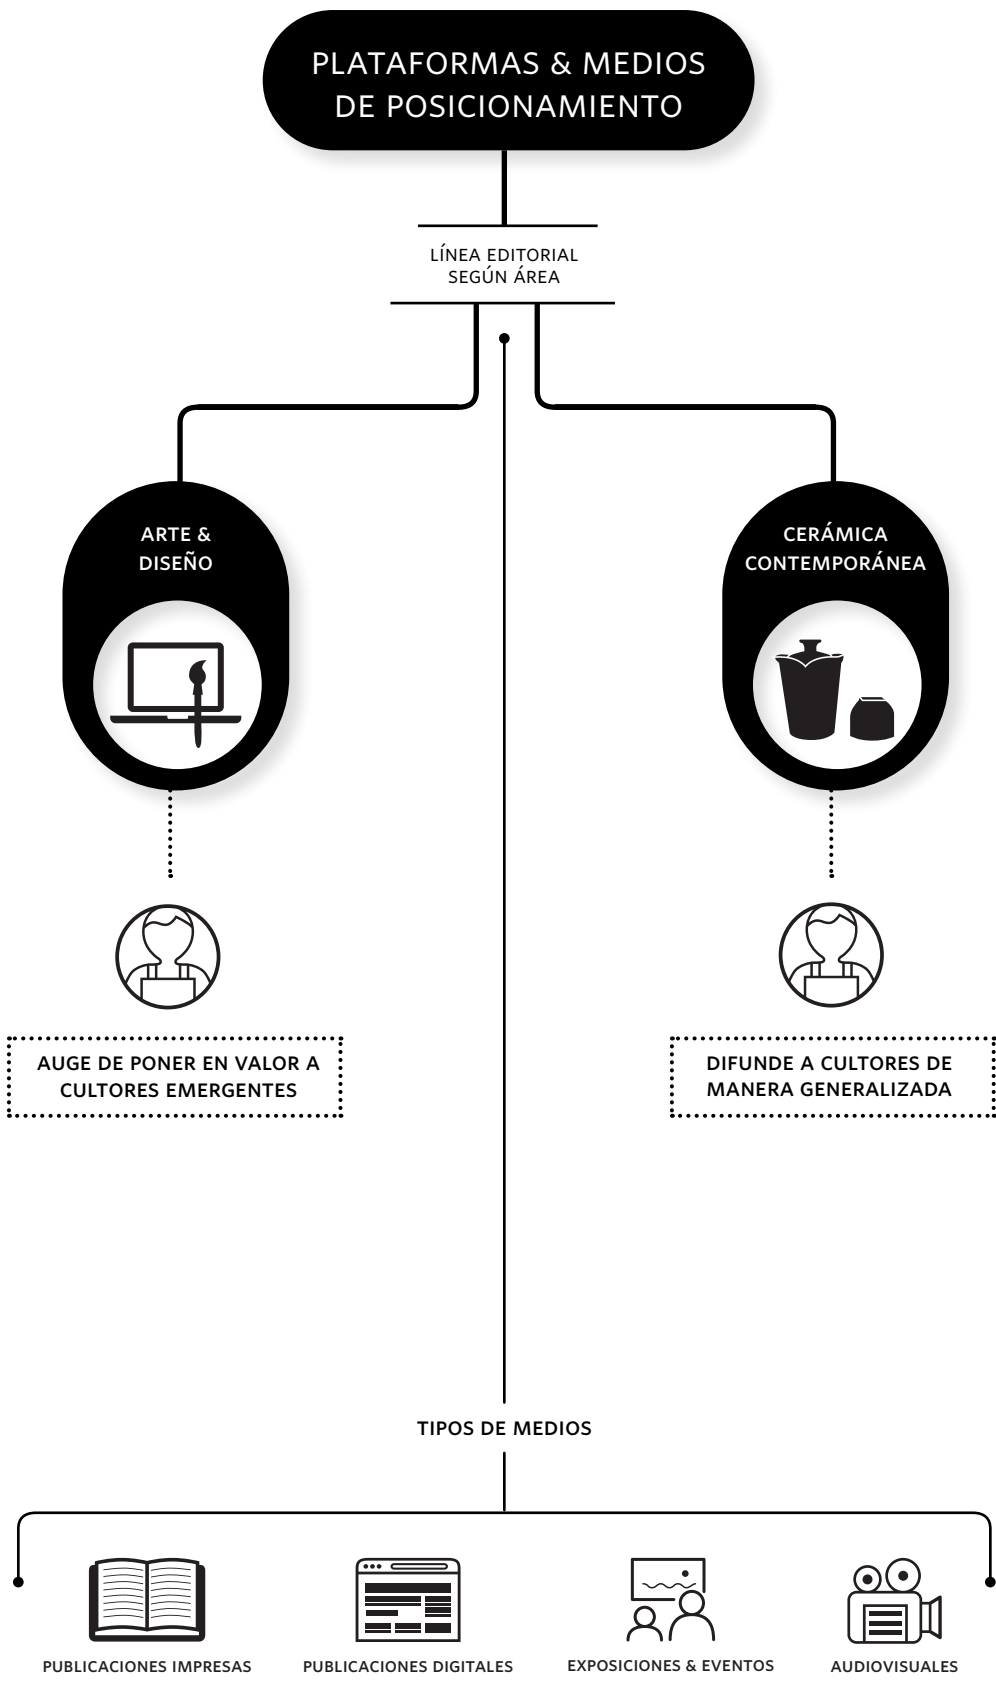 PLATAFORMAS & MEDIOS
DE POSICIONAMIENTO
LÍNEA EDITORIAL
SEGÚN ÁREA
ARTE &
DISEÑO
CERÁMICA
CONTEMPORÁNEA
AUGE DE PONER EN VALOR A
CULTORES EMERGENTES
DIFUNDE A CULTORES DE
MANERA GENERALIZADA
TIPOS DE MEDIOS
PUBLICACIONES IMPRESAS
PUBLICACIONES DIGITALES
EXPOSICIONES & EVENTOS
AUDIOVISUALES